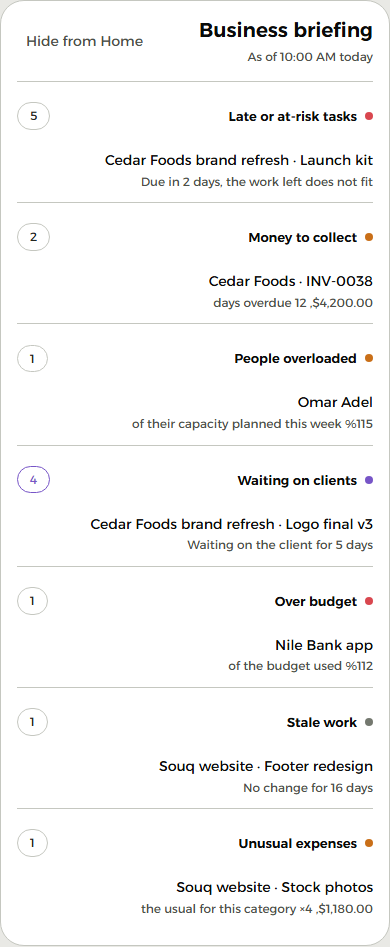 Business briefing
Hide from Home
As of 10:00 AM today
Late or at-risk tasks
5
Cedar Foods brand refresh · Launch kit
Due in 2 days, the work left does not fit
Money to collect
2
Cedar Foods · INV-0038
days overdue 12 ,$4,200.00
People overloaded
1
Omar Adel
of their capacity planned this week %115
Waiting on clients
4
Cedar Foods brand refresh · Logo final v3
Waiting on the client for 5 days
Over budget
1
Nile Bank app
of the budget used %112
Stale work
1
Souq website · Footer redesign
No change for 16 days
Unusual expenses
1
Souq website · Stock photos
the usual for this category ×4 ,$1,180.00